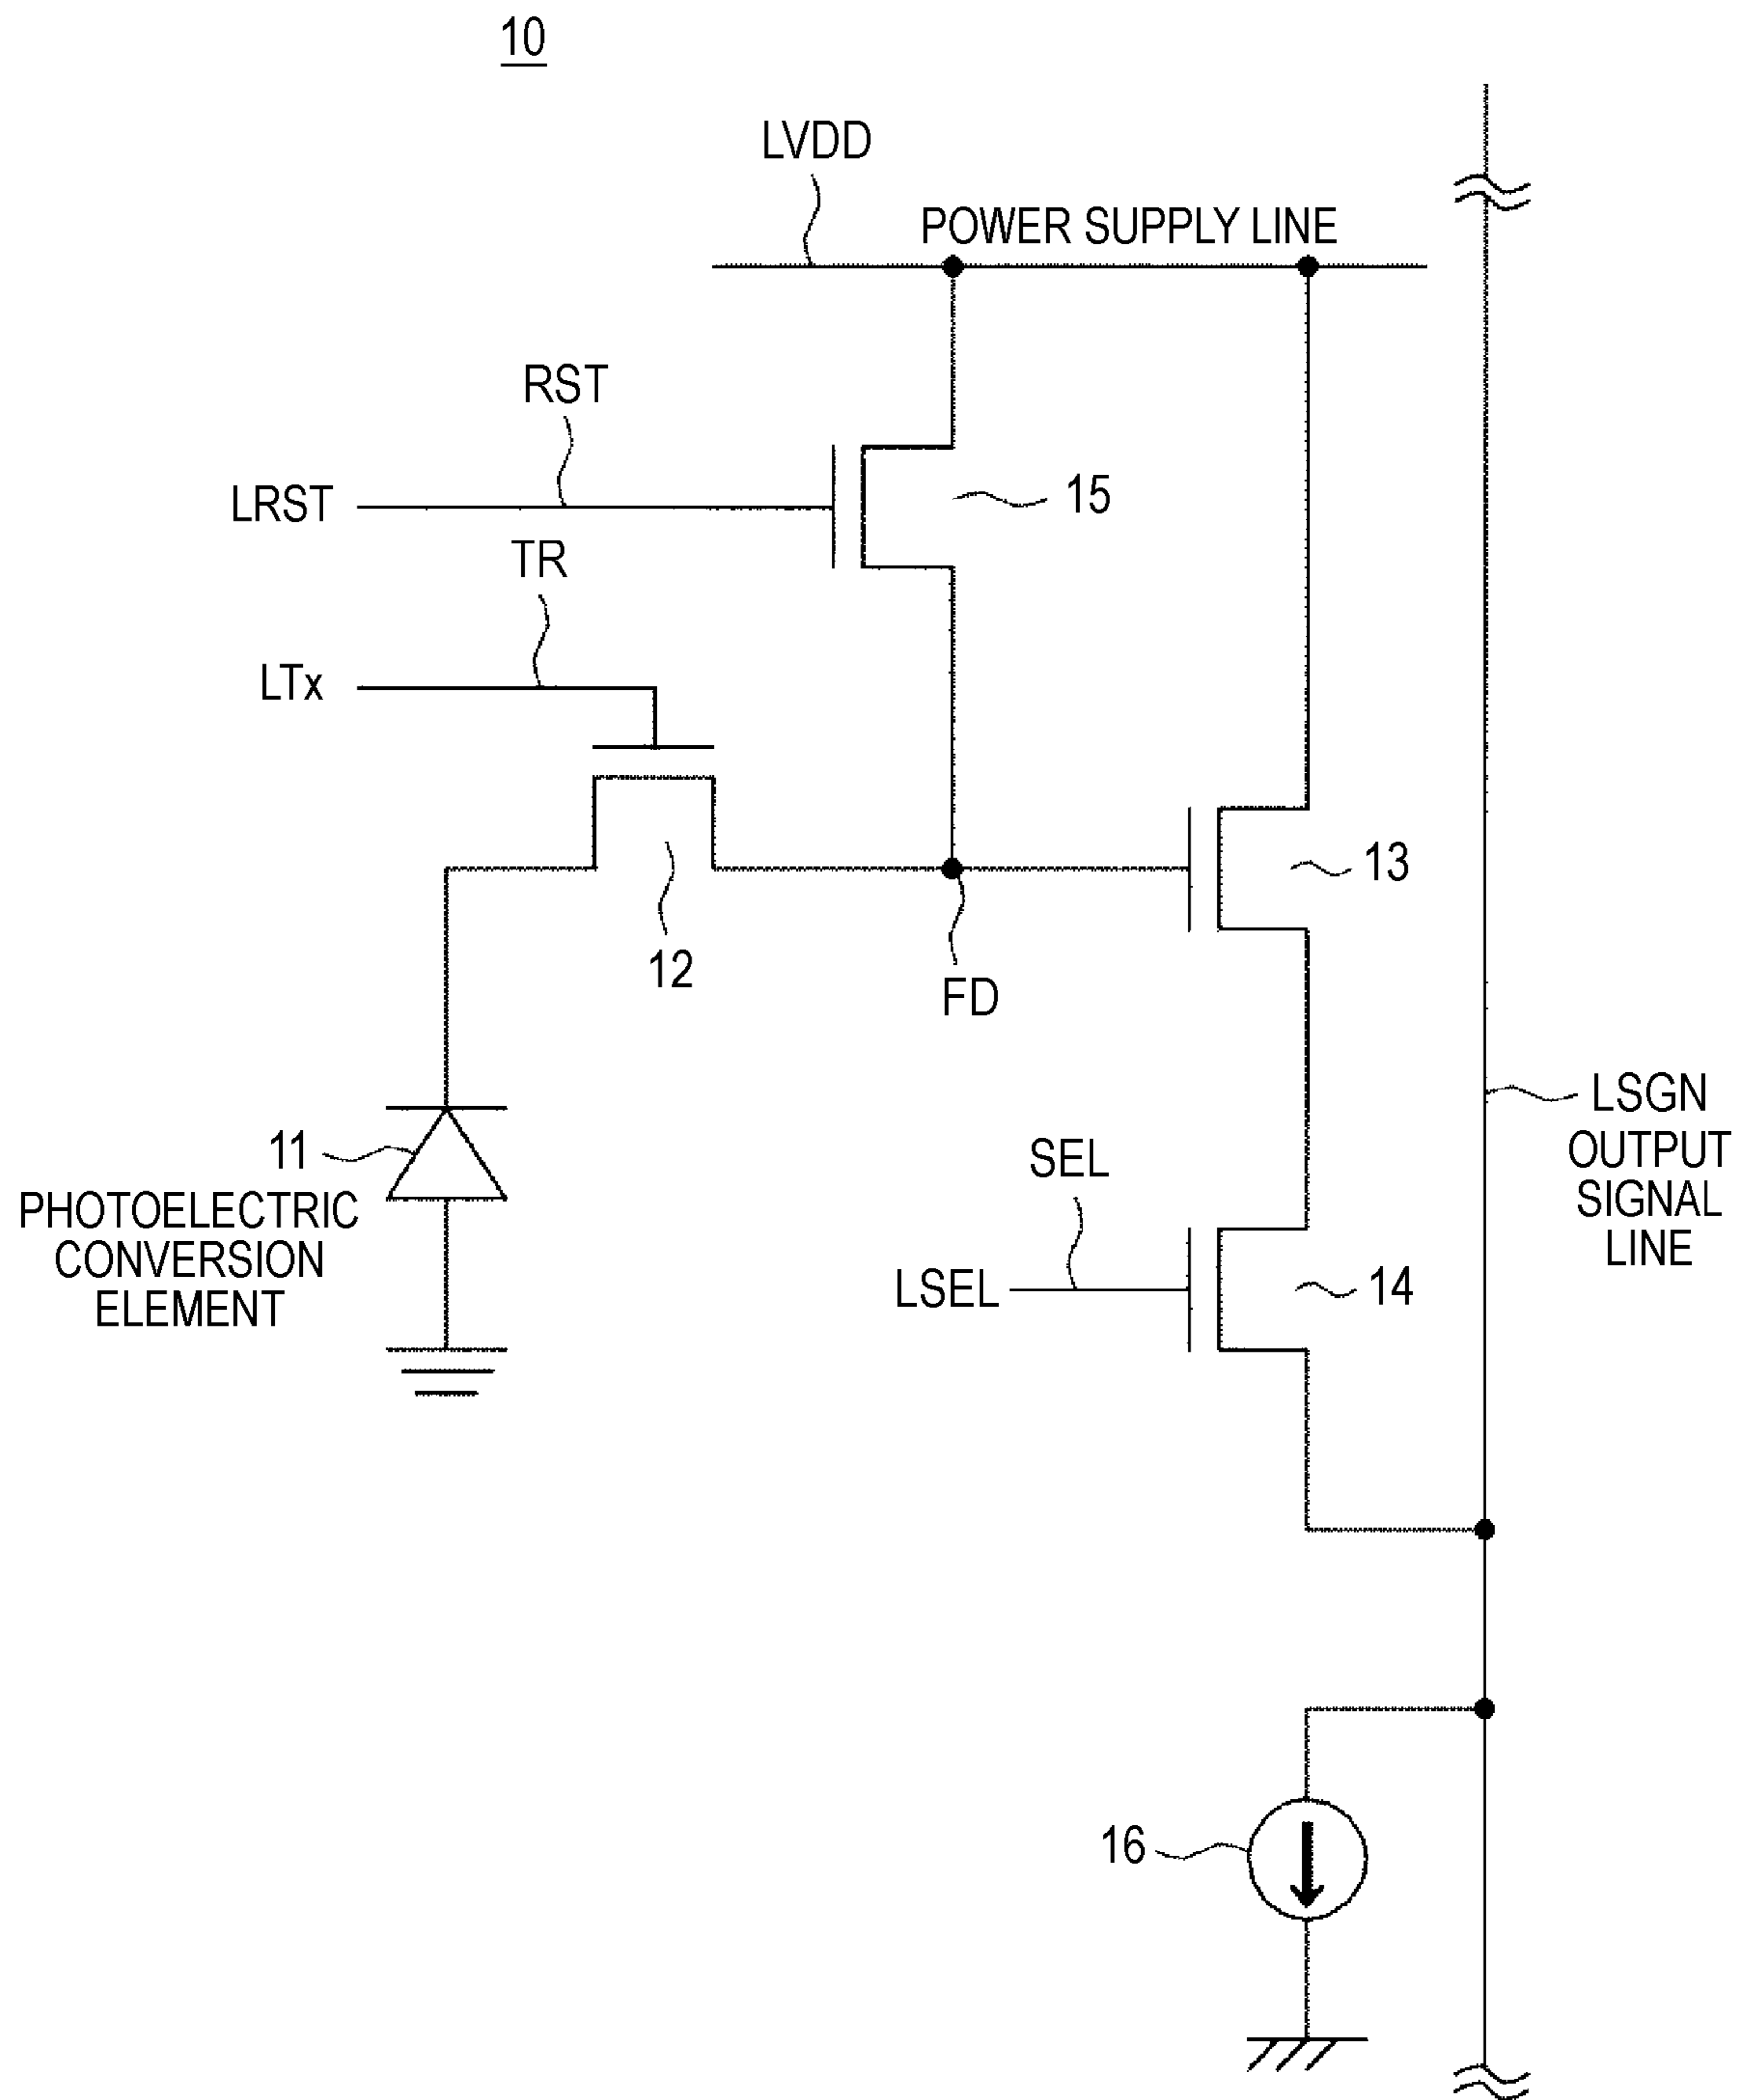 10
LVDD
POWER SUPPLY LINE
RST
LRST
15
TR
LTx
13
12
FD
LSGN
OUTPUT
SIGNAL
LINE
11
PHOTOELECTRIC
CONVERSION
ELEMENT
SEL
LSEL
14
16